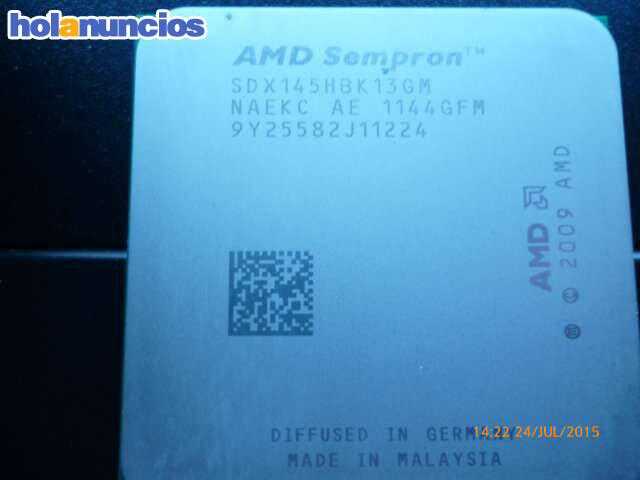 holanuncios
AMD Sempron™
SDX145HBK13GM
NAEKC AE 1144GFM
9Y25582J11224
AMD
© 2009 AMD
DIFFUSED IN GERMANY
14:22 24/JUL/2015
MADE IN MALAYSIA